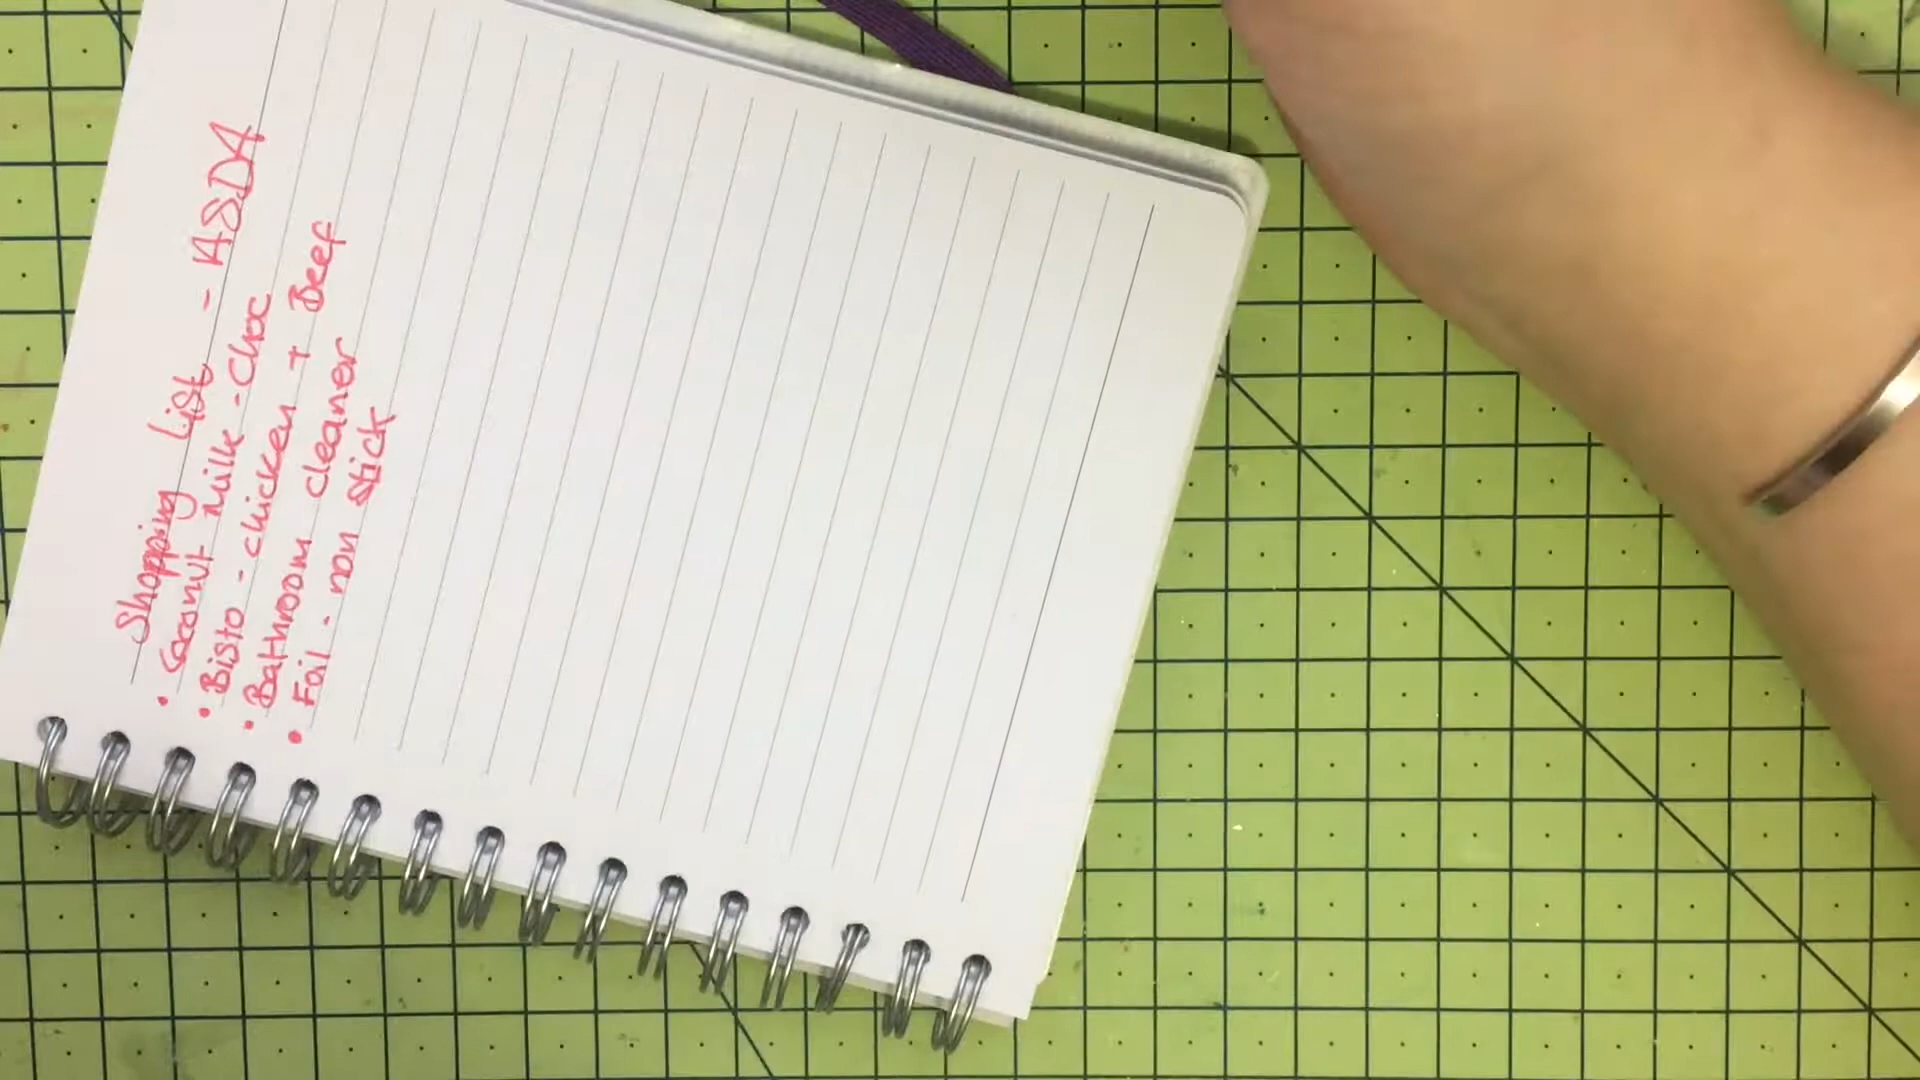 Shopping List - ASDA
• Coconut Milk - Choc
• Bisto - chicken + Beef
• Bathroom cleaner
• Foil - non stick